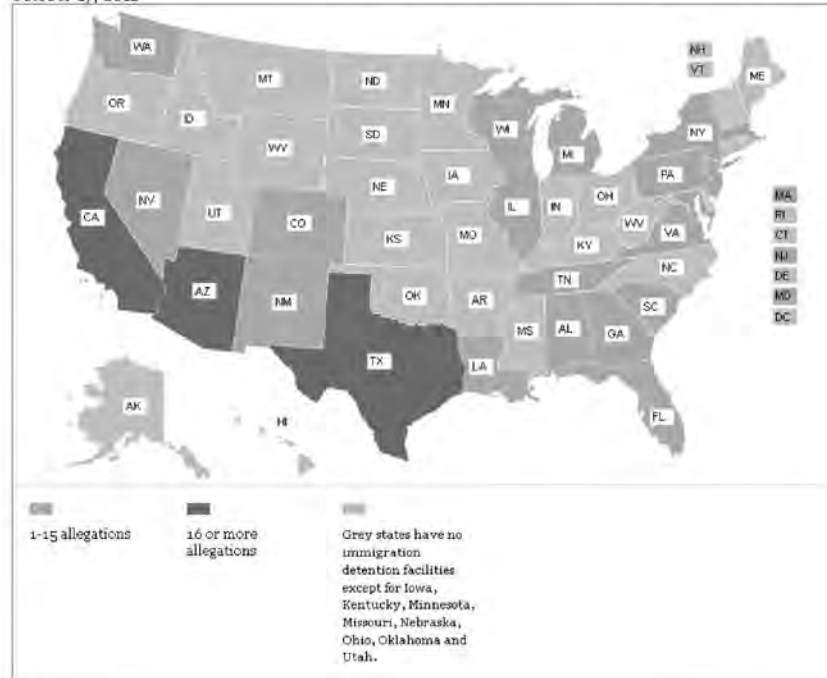 WA
MT
ND
MN
OR
ID
SD
WY
WI
MI
NY
ME
NH
VT
NV
UT
CO
NE
IA
IL
IN
OH
PA
WV
VA
CA
KS
MO
KY
NC
TN
SC
AZ
NM
OK
AR
MS
AL
GA
TX
LA
FL
AK
HI
MA
RI
CT
NJ
DE
MD
DC
1-15 allegations
16 or more
allegations
Grey states have no
immigration
detention facilities
except for Iowa,
Kentucky, Minnesota,
Missouri, Nebraska,
Ohio, Oklahoma and
Utah.